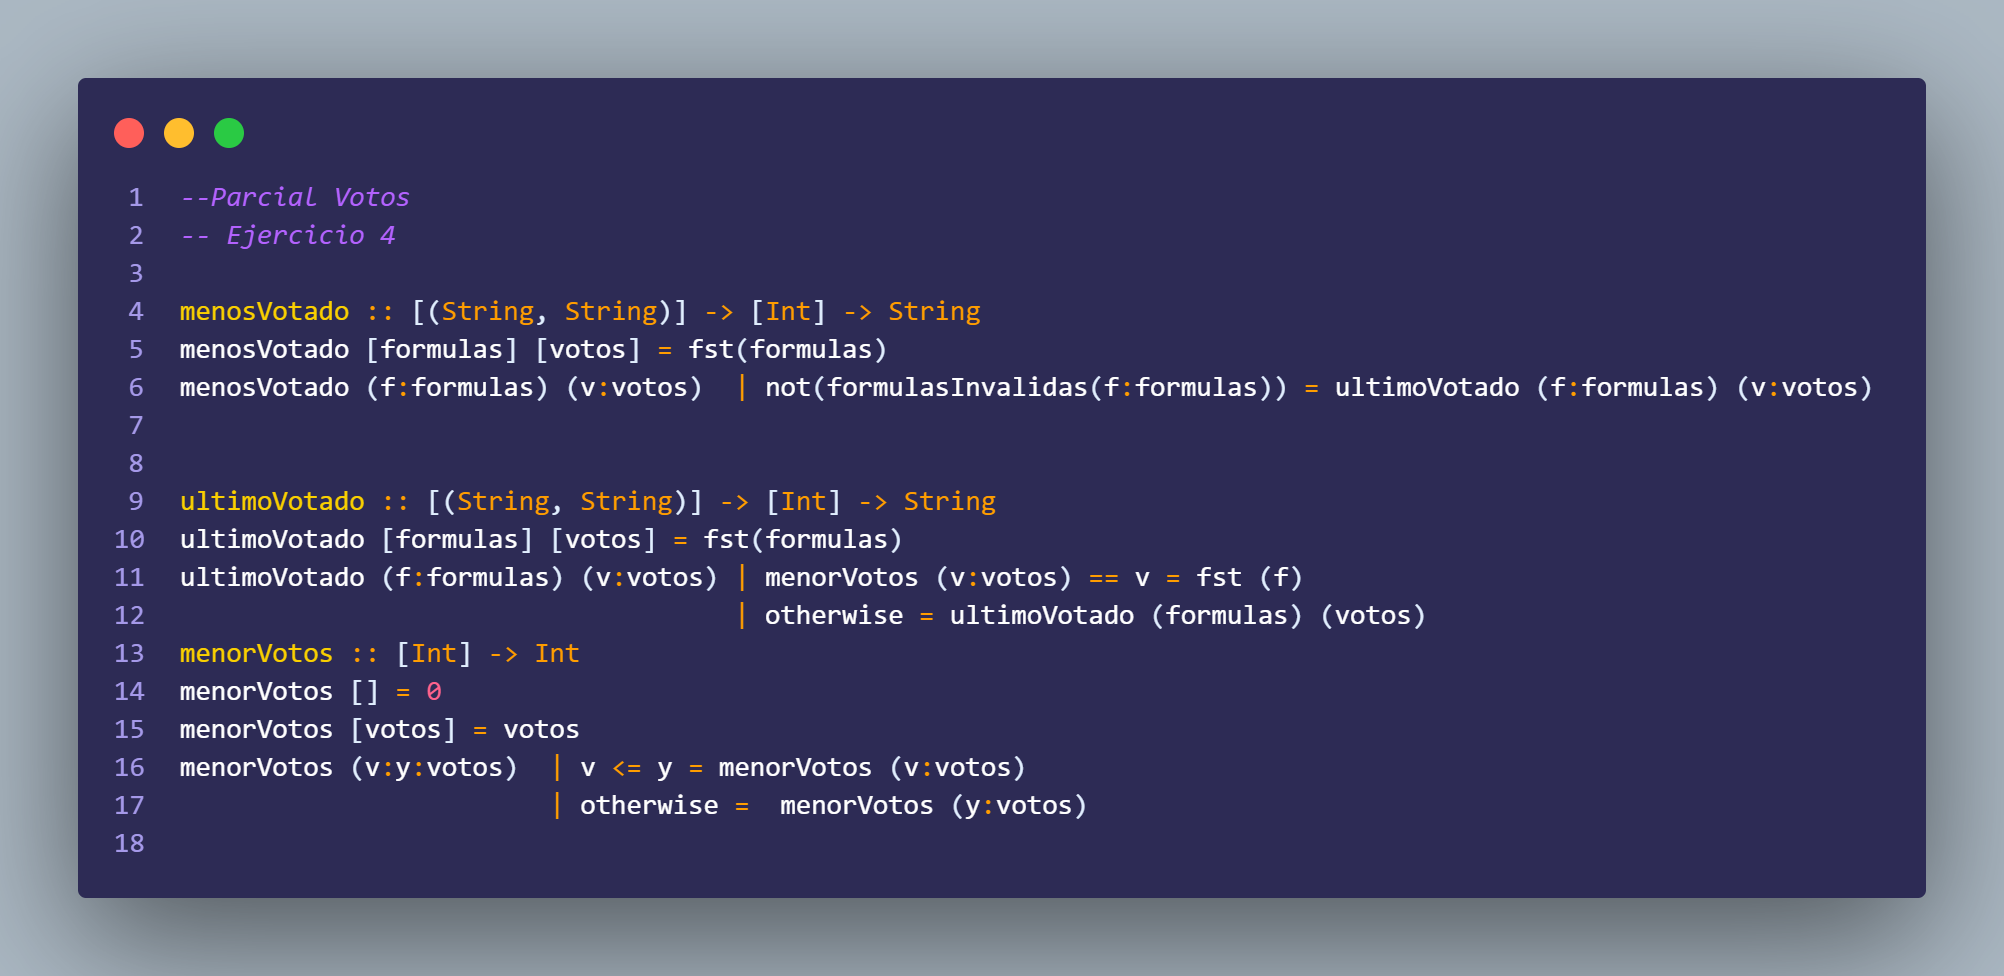 1 --Parcial Votos
2 -- Ejercicio 4
3
4 menosVotado :: [(String, String)] -> [Int] -> String
5 menosVotado [formulas] [votos] = fst(formulas)
6 menosVotado (f:formulas) (v:votos)  | not(formulasInvalidas(f:formulas)) = ultimoVotado (f:formulas) (v:votos)
7
8
9 ultimoVotado :: [(String, String)] -> [Int] -> String
10 ultimoVotado [formulas] [votos] = fst(formulas)
11 ultimoVotado (f:formulas) (v:votos) | menorVotos (v:votos) == v = fst (f)
12                                     | otherwise = ultimoVotado (formulas) (votos)
13 menorVotos :: [Int] -> Int
14 menorVotos [] = 0
15 menorVotos [votos] = votos
16 menorVotos (v:y:votos)  | v <= y = menorVotos (v:votos)
17                         | otherwise =  menorVotos (y:votos)
18